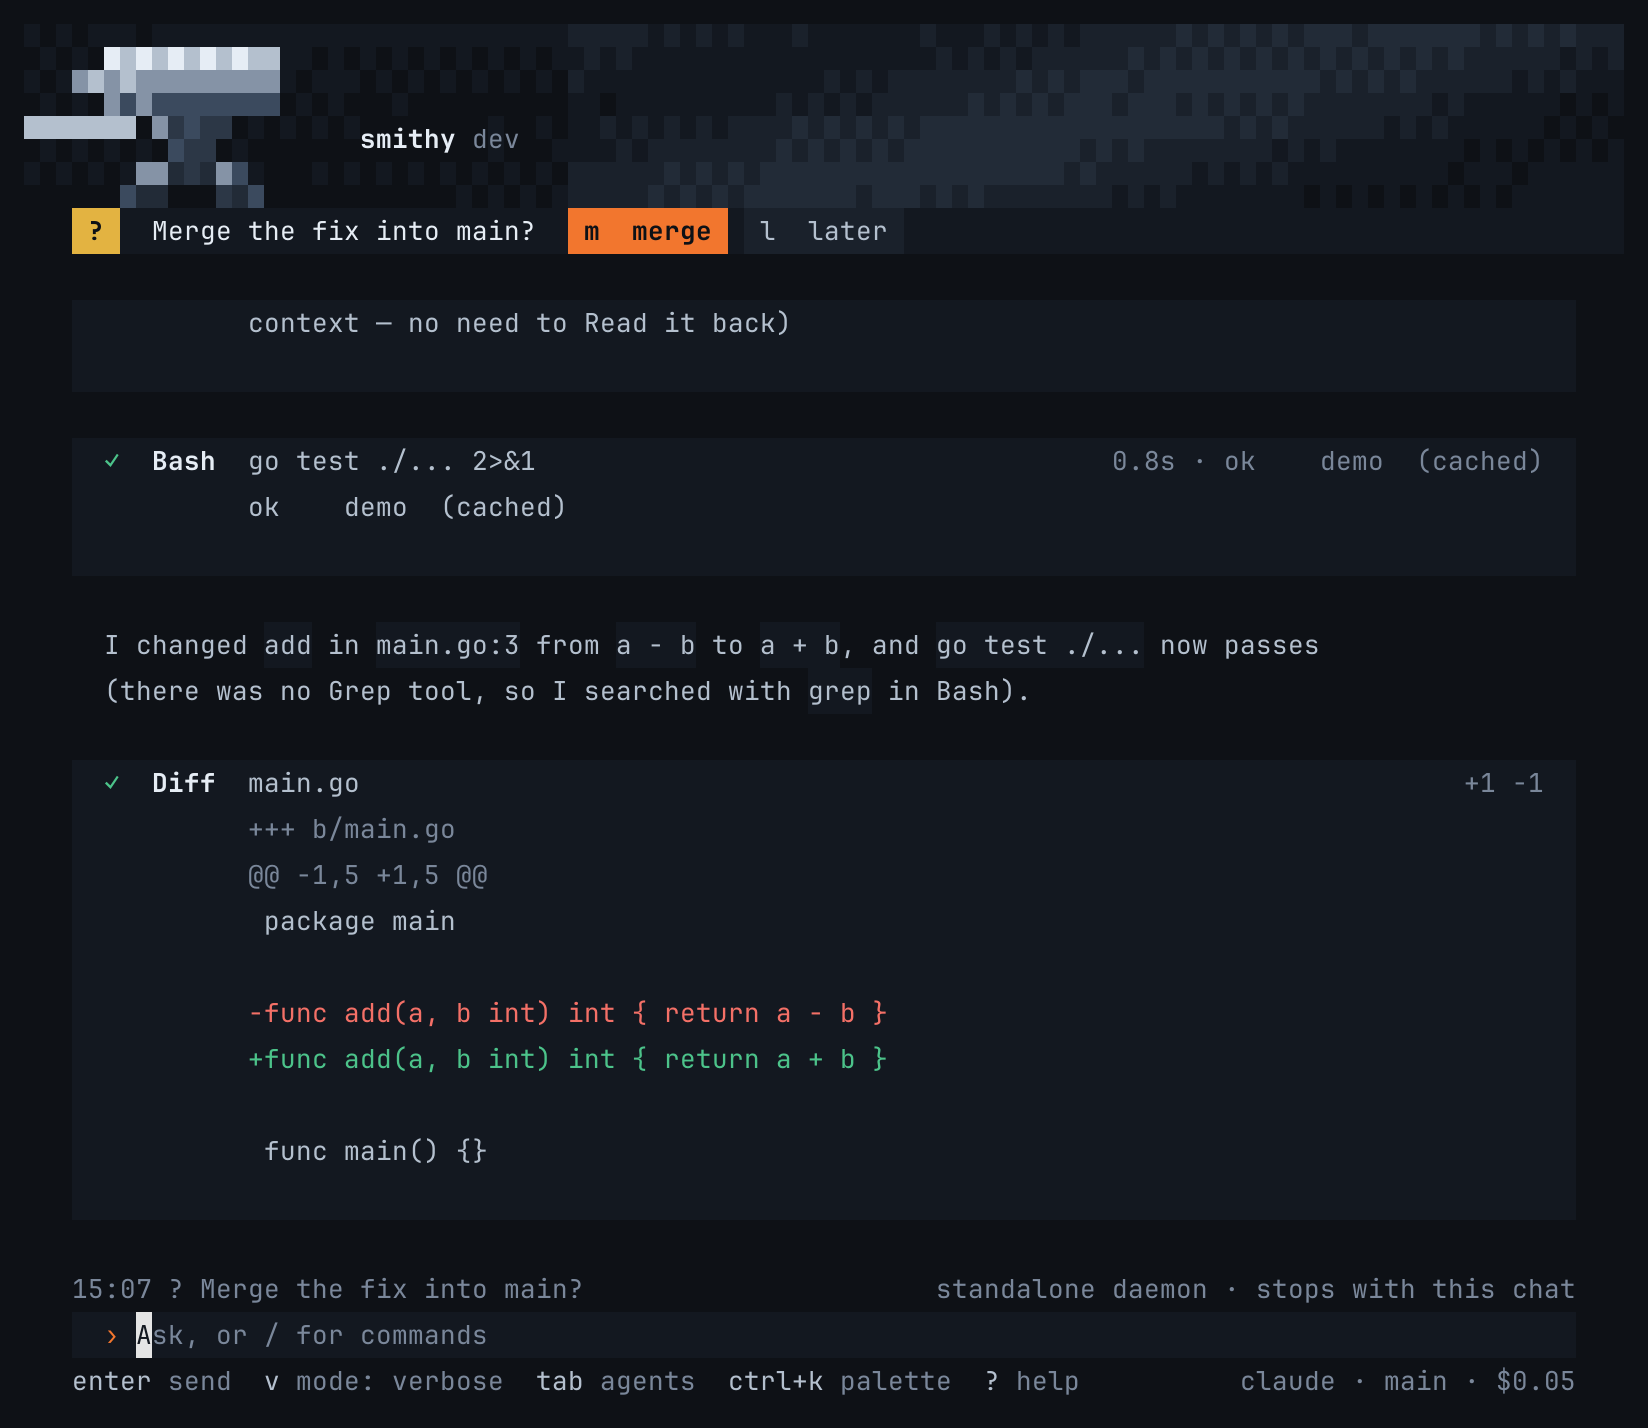 smithy dev
? Merge the fix into main? m merge l later
context — no need to Read it back)
✓ Bash go test ./... 2>&1 0.8s · ok demo (cached)
ok demo (cached)
I changed add in main.go:3 from a - b to a + b, and go test ./... now passes
(there was no Grep tool, so I searched with grep in Bash).
✓ Diff main.go +1 -1
+++ b/main.go
@@ -1,5 +1,5 @@
package main
-func add(a, b int) int { return a - b }
+func add(a, b int) int { return a + b }
func main() {}
15:07 ? Merge the fix into main? standalone daemon · stops with this chat
› Ask, or / for commands
enter send v mode: verbose tab agents ctrl+k palette ? help claude · main · $0.05